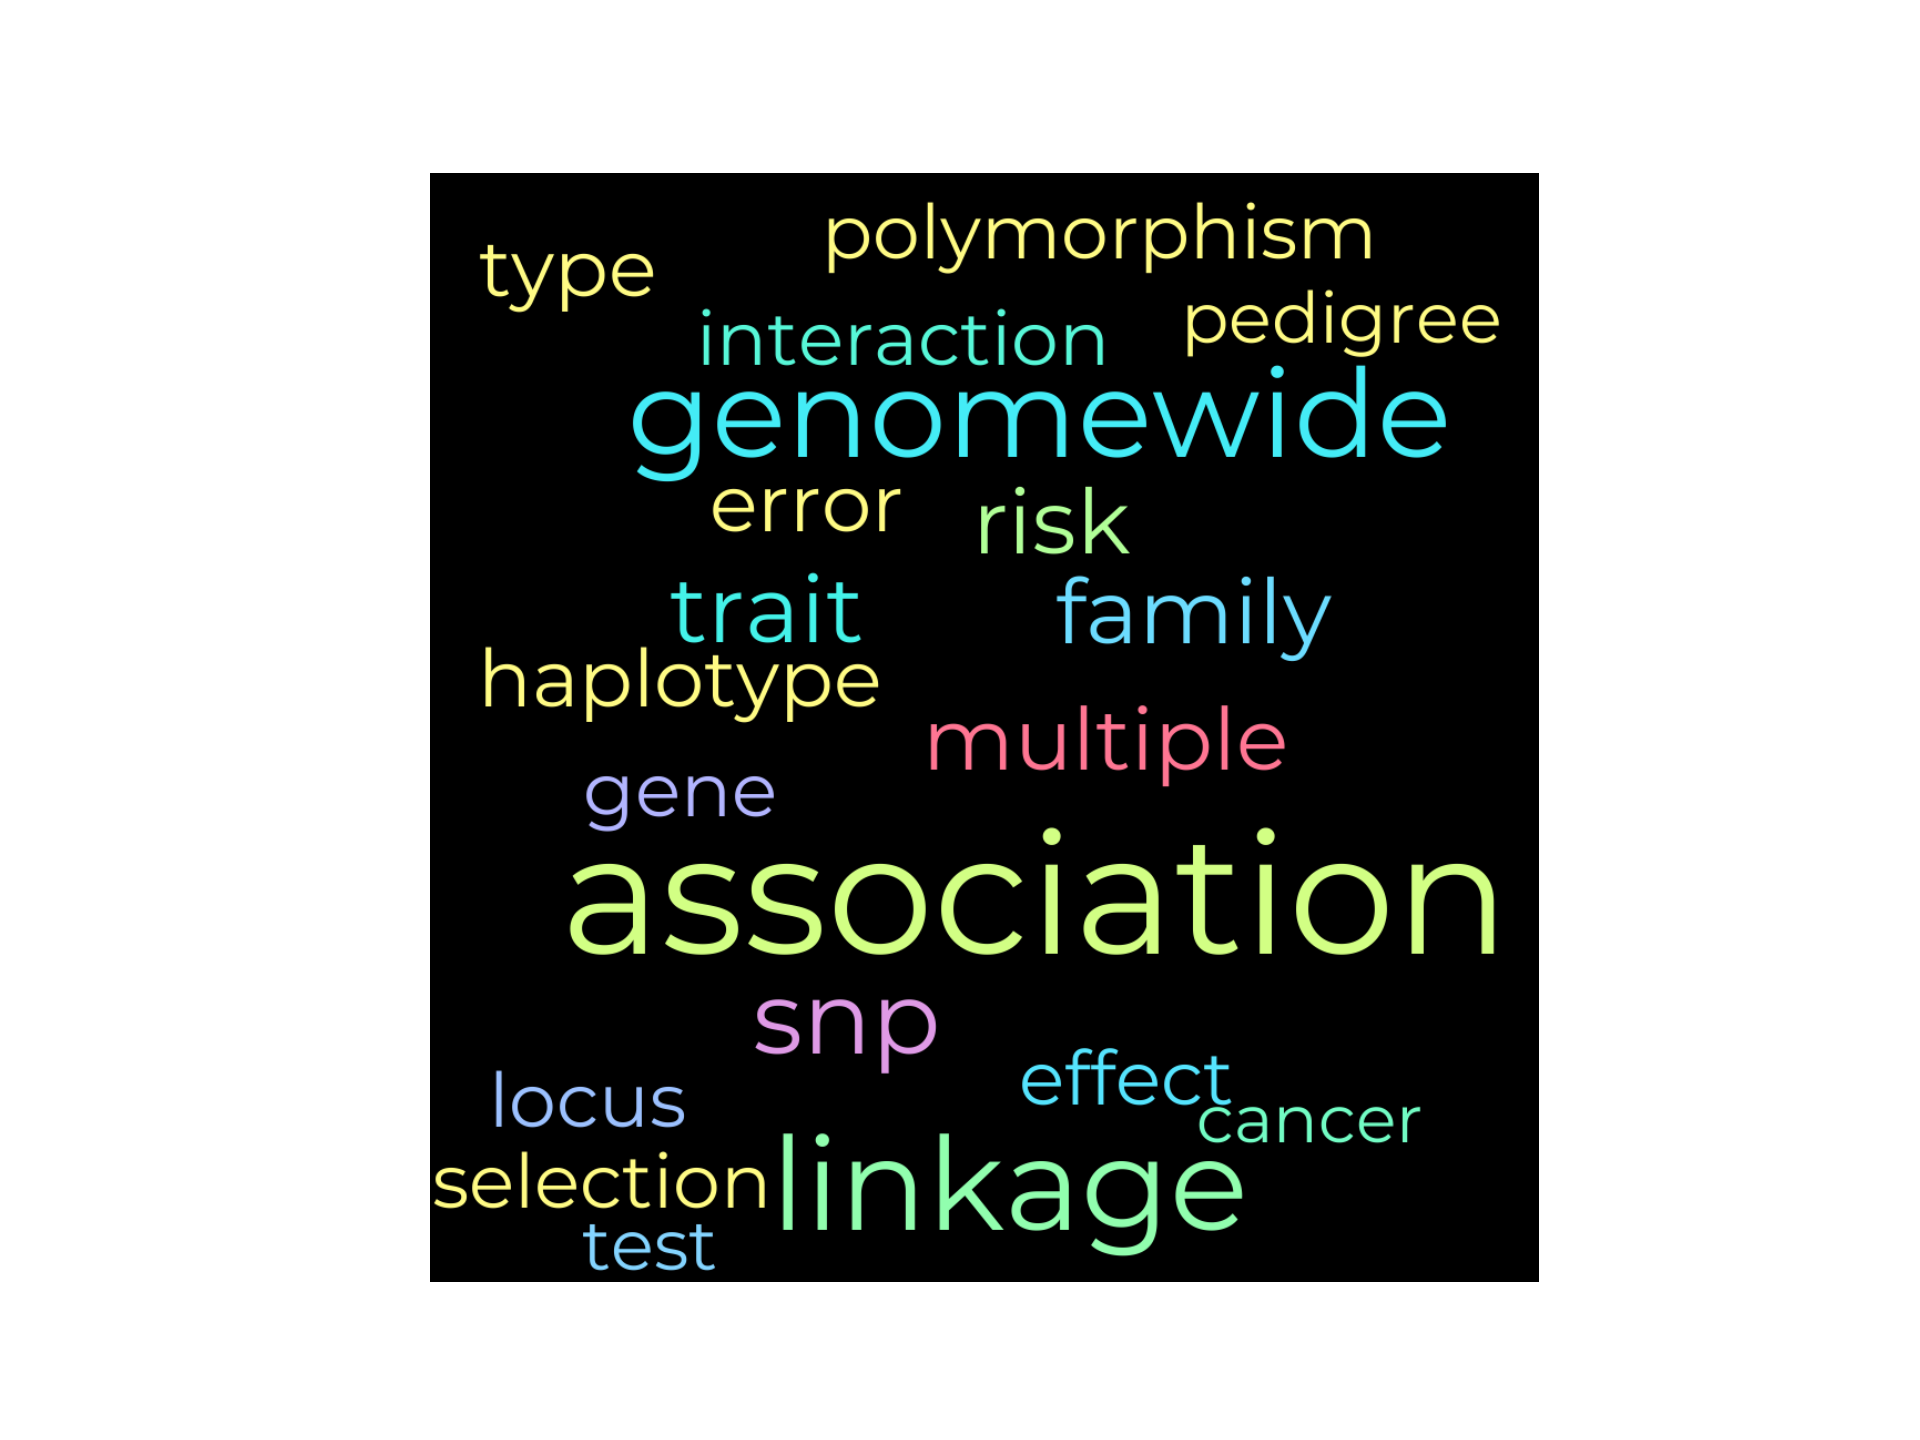 polymorphism
type
pedigree
interaction
genomewide
error
risk
trait
family
haplotype
multiple
gene
association
snp
effect
locus
cancer
selection
linkage
test